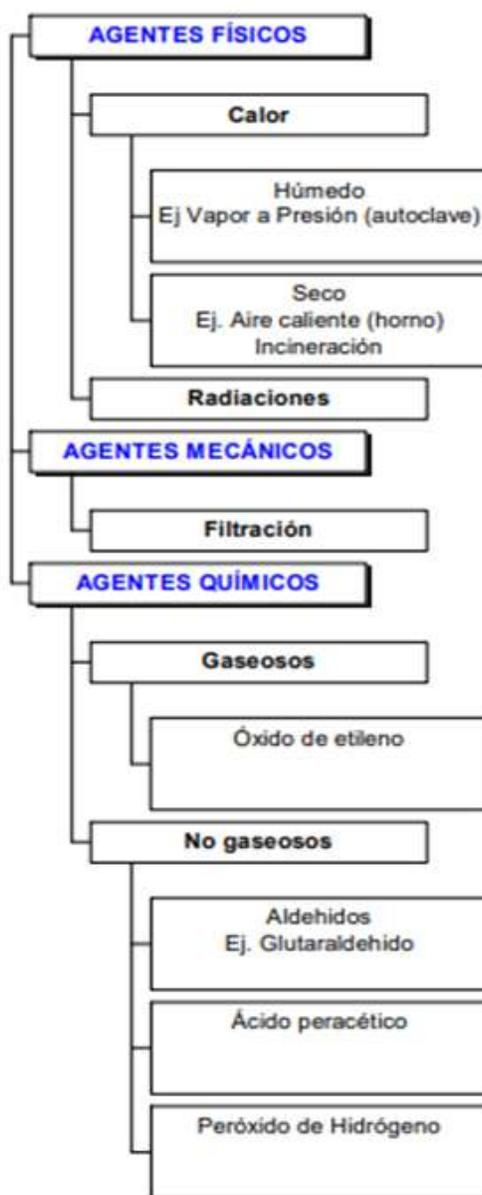 AGENTES FÍSICOS
Calor
Húmedo
Ej Vapor a Presión (autoclave)
Seco
Ej. Aire caliente (horno)
Incineración
Radiaciones
AGENTES MECÁNICOS
Filtración
AGENTES QUÍMICOS
Gaseosos
Óxido de etileno
No gaseosos
Aldehidos
Ej. Glutaraldehido
Ácido peracético
Peróxido de Hidrógeno